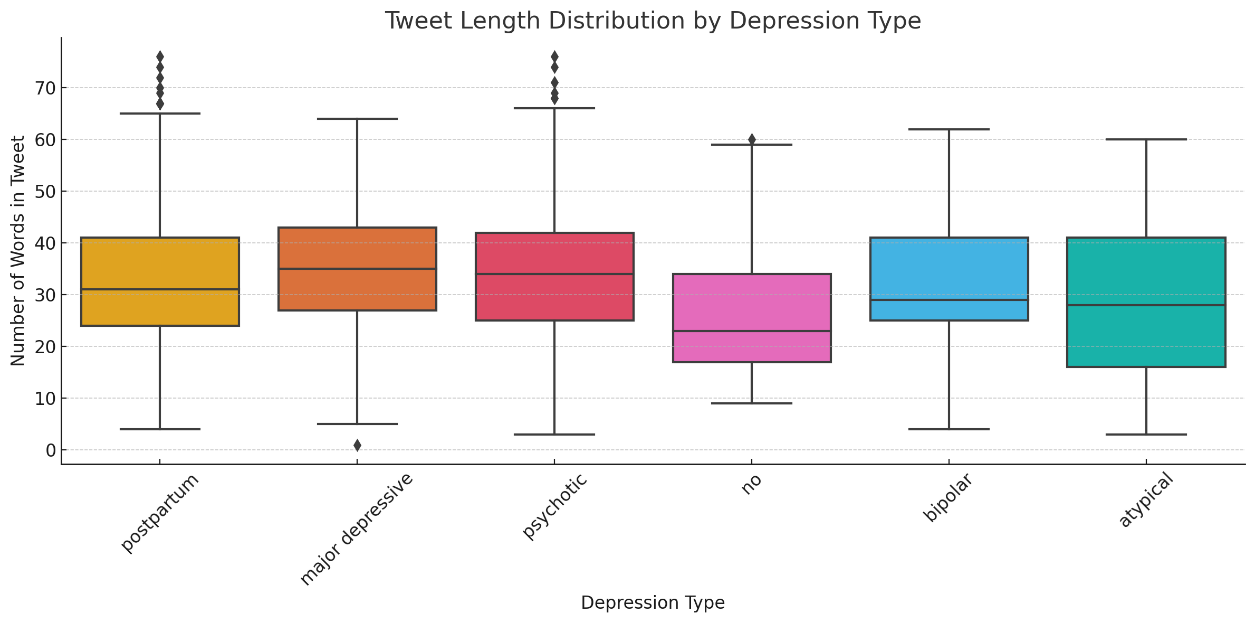 Tweet Length Distribution by Depression Type
Number of Words in Tweet
70
60
50
40
30
20
10
0
postpartum
major depressive
psychotic
no
bipolar
atypical
Depression Type